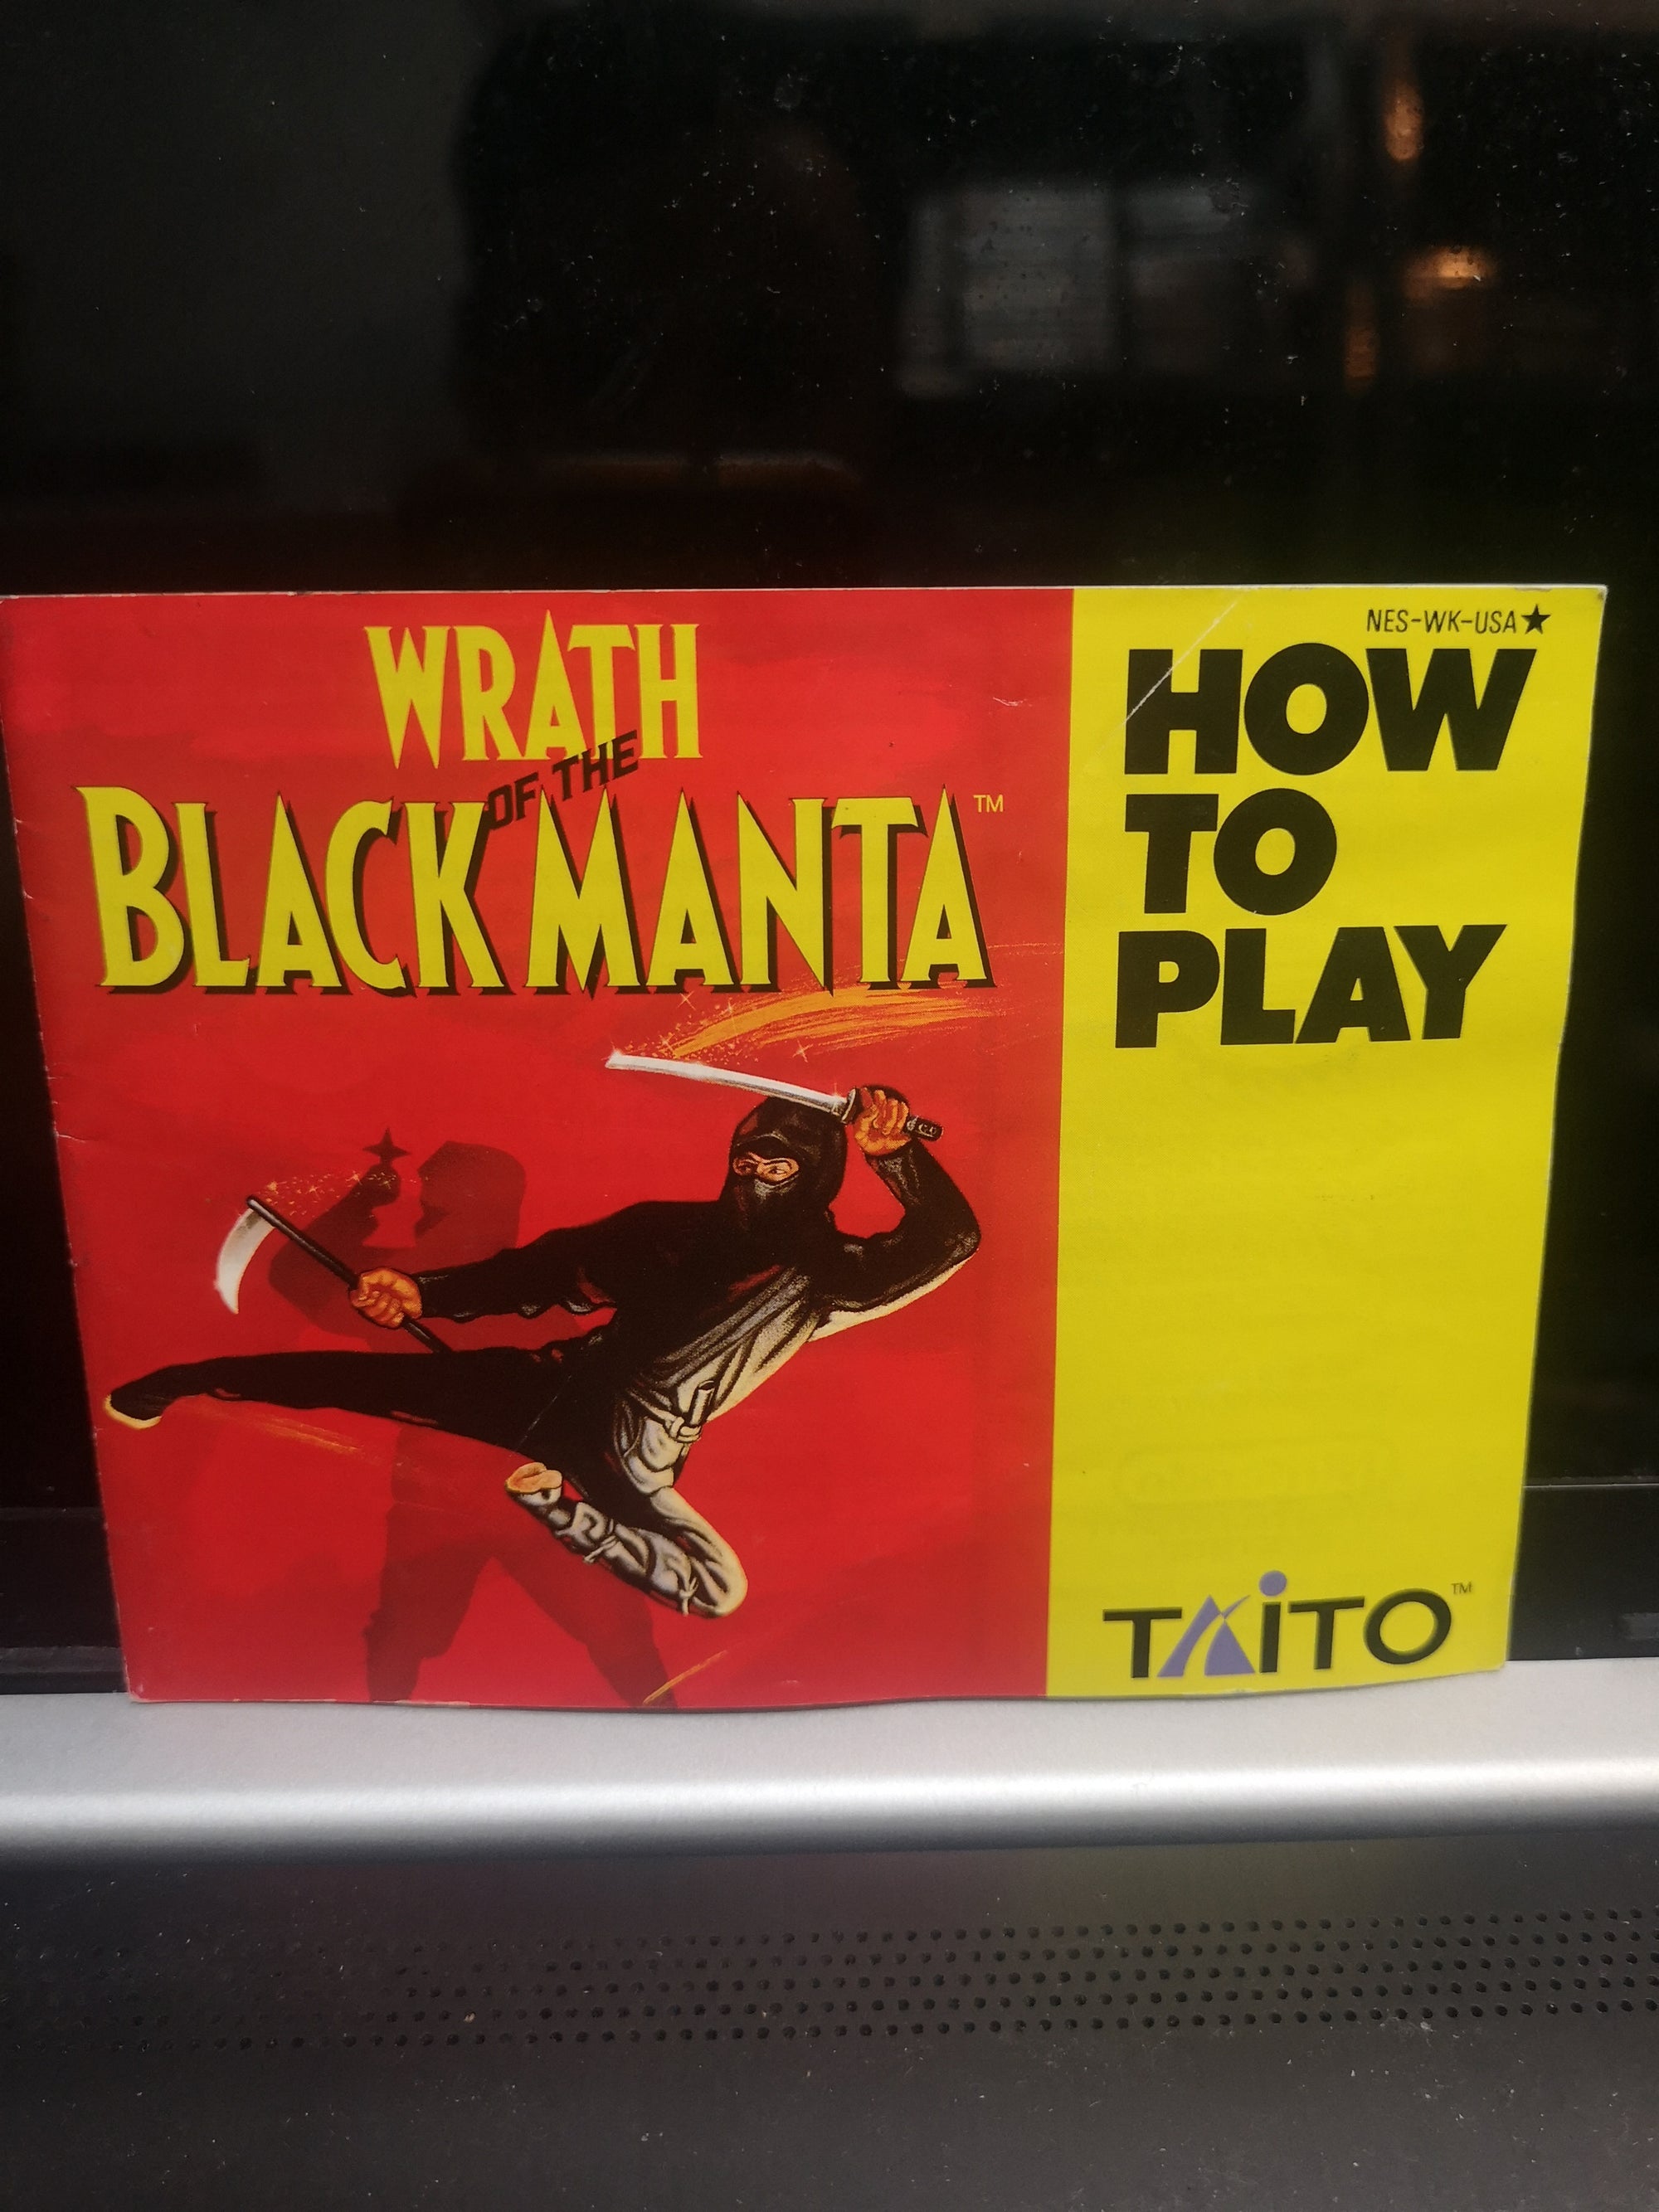 WRATH
OF THE
BLACK MANTA™
NES-WK-USA★
HOW
TO
PLAY
TAiTO™